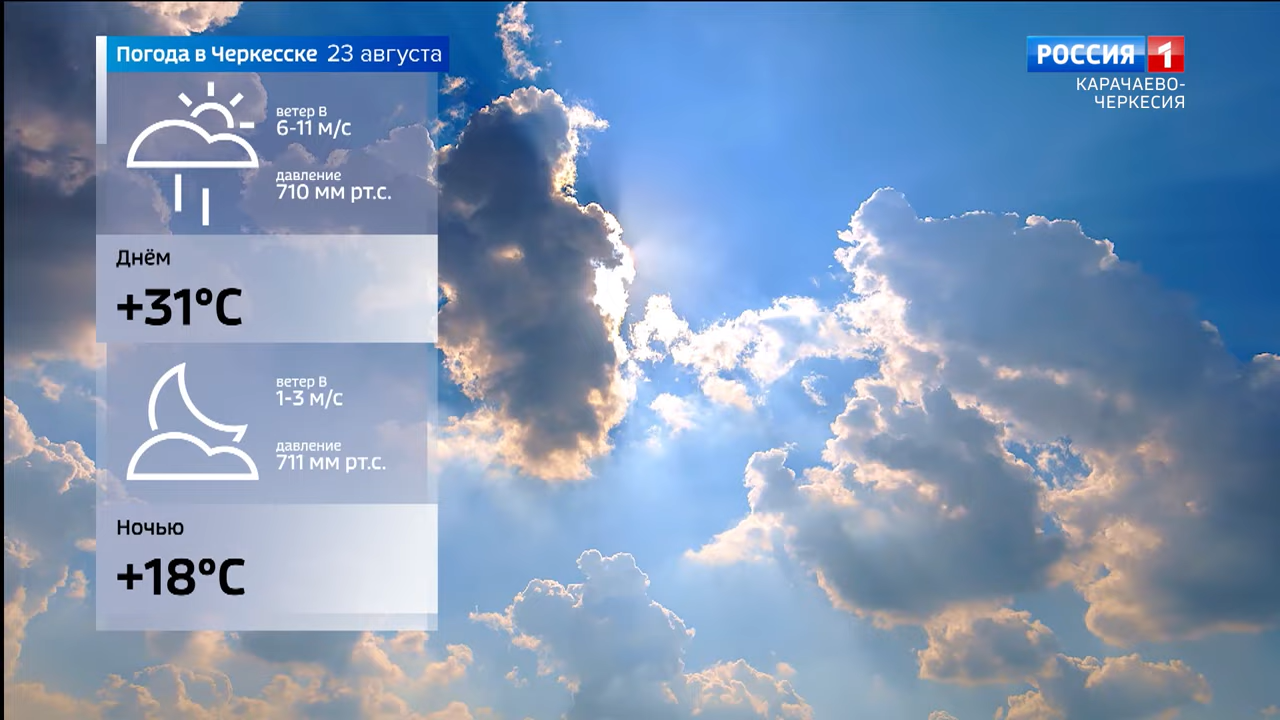 Погода в Черкесске 23 августа
РОССИЯ 1
КАРАЧАЕВО-
ЧЕРКЕСИЯ
ветер В
6-11 м/с
давление
710 мм рт.с.
Днём
+31°C
ветер В
1-3 м/с
давление
711 мм рт.с.
Ночью
+18°C